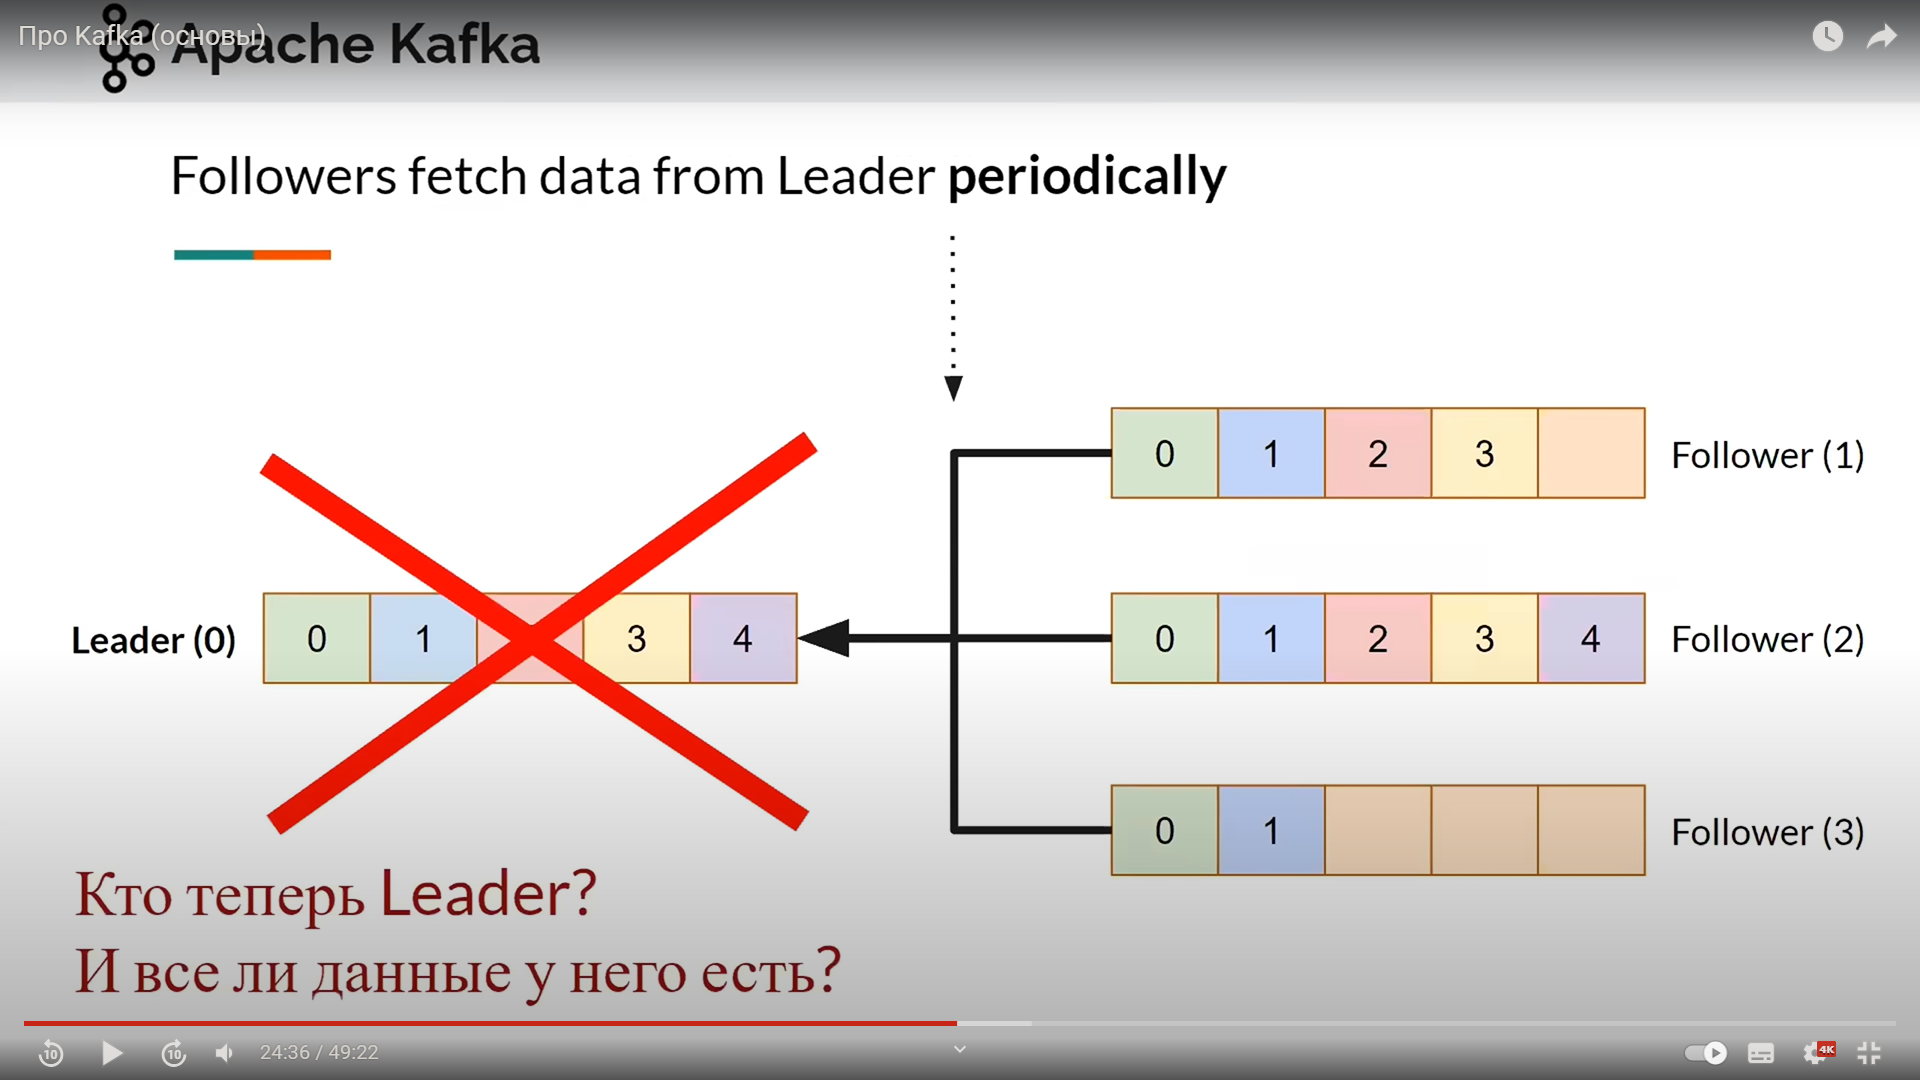 Про Kafka (основы)
Apache Kafka
Followers fetch data from Leader periodically
0 1 2 3
Follower (1)
Leader (0)
0 1 3 4
0 1 2 3 4
Follower (2)
0 1
Follower (3)
Кто теперь Leader?
И все ли данные у него есть?
10
10
24:36 / 49:22
4K